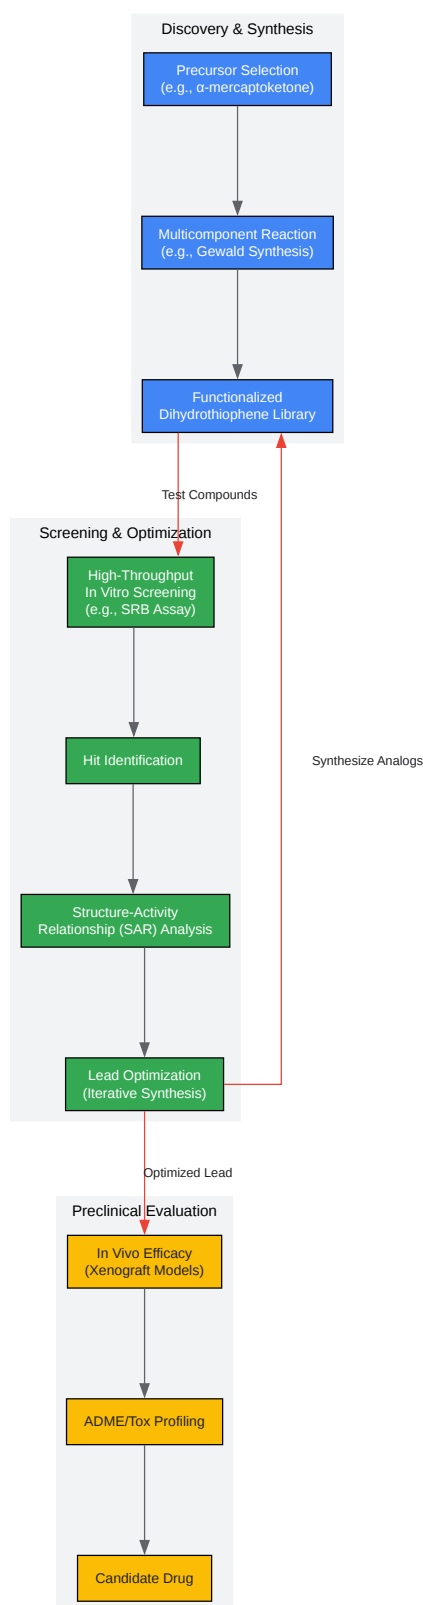 Discovery & Synthesis
Precursor Selection
(e.g., α-mercaptoketone)
Multicomponent Reaction
(e.g., Gewald Synthesis)
Functionalized
Dihydrothiophene Library
Test Compounds
Screening & Optimization
High-Throughput
In Vitro Screening
(e.g., SRB Assay)
Hit Identification
Synthesize Analogs
Structure-Activity
Relationship (SAR) Analysis
Lead Optimization
(Iterative Synthesis)
Optimized Lead
Preclinical Evaluation
In Vivo Efficacy
(Xenograft Models)
ADME/Tox Profiling
Candidate Drug